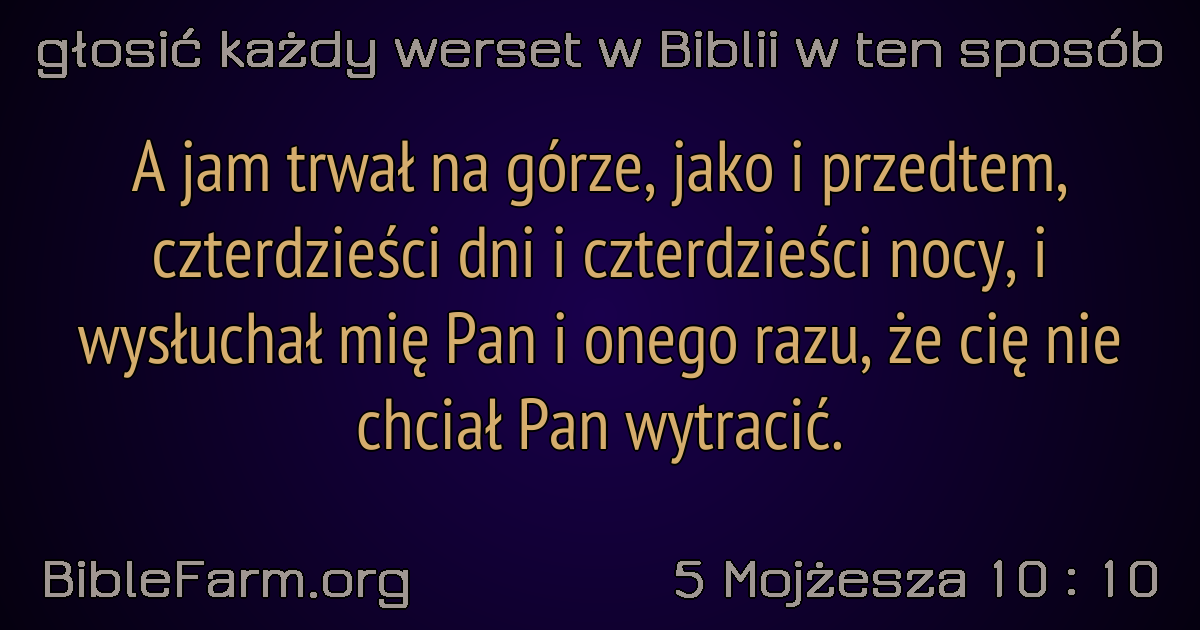 głosić każdy werset w Biblii w ten sposób
A jam trwał na górze, jako i przedtem,
czterdzieści dni i czterdzieści nocy, i
wysłuchał mię Pan i onego razu, że cię nie
chciał Pan wytracić.
BibleFarm.org
5 Mojżesza 10 : 10